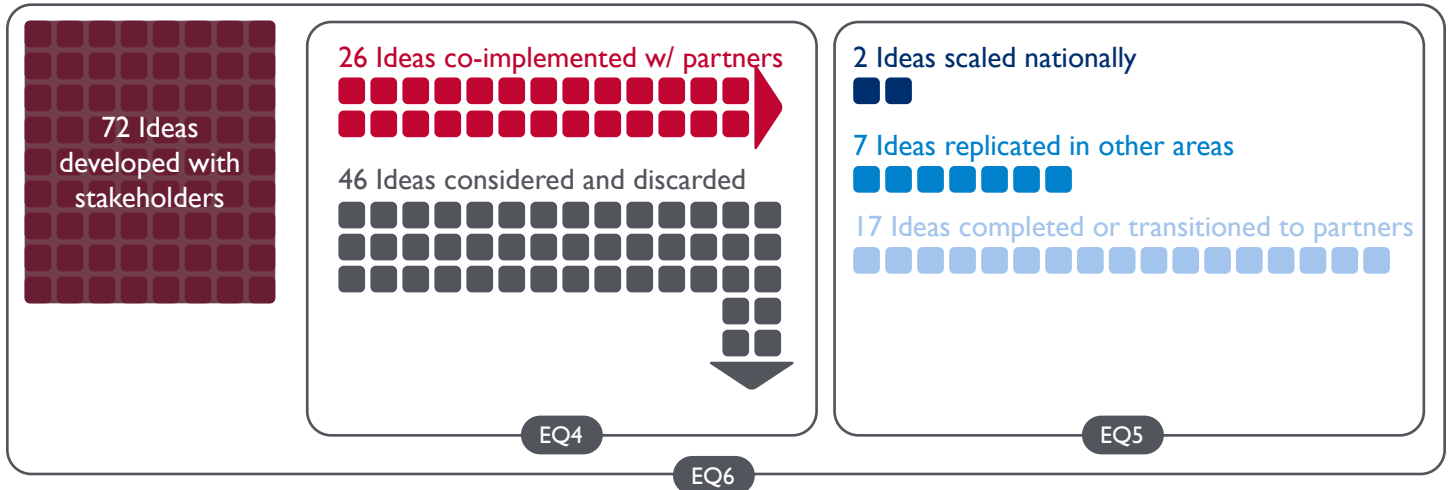 72 Ideas
developed with
stakeholders
26 Ideas co-implemented w/ partners
46 Ideas considered and discarded
EQ4
2 Ideas scaled nationally
7 Ideas replicated in other areas
17 Ideas completed or transitioned to partners
EQ5
EQ6